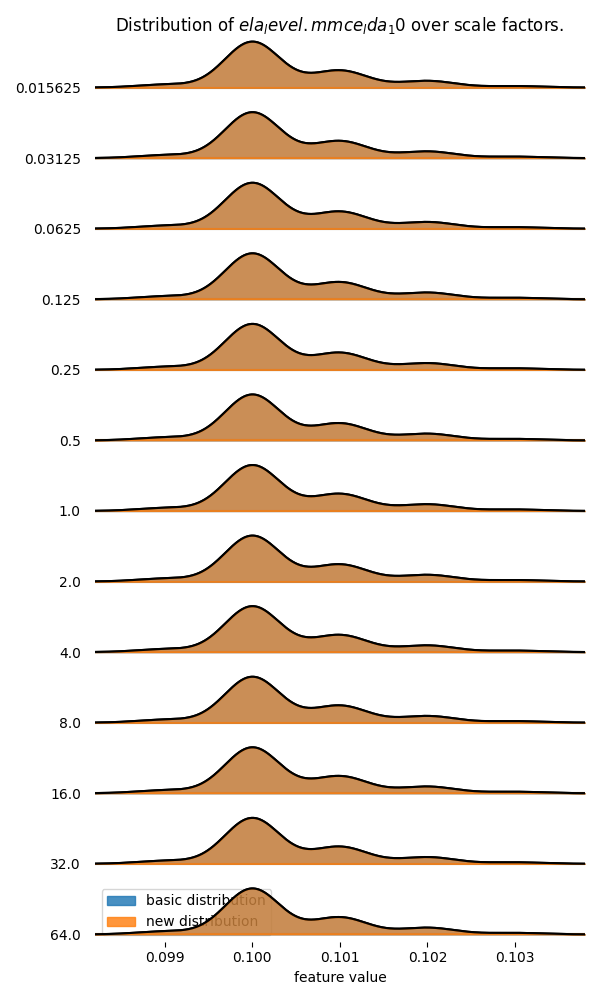 Distribution of elaₗevel.mmceₗda₁0 over scale factors.
0.015625
0.03125
0.0625
0.125
0.25
0.5
1.0
2.0
4.0
8.0
16.0
32.0
basic distribution
new distribution
64.0
0.099 0.100 0.101 0.102 0.103
feature value